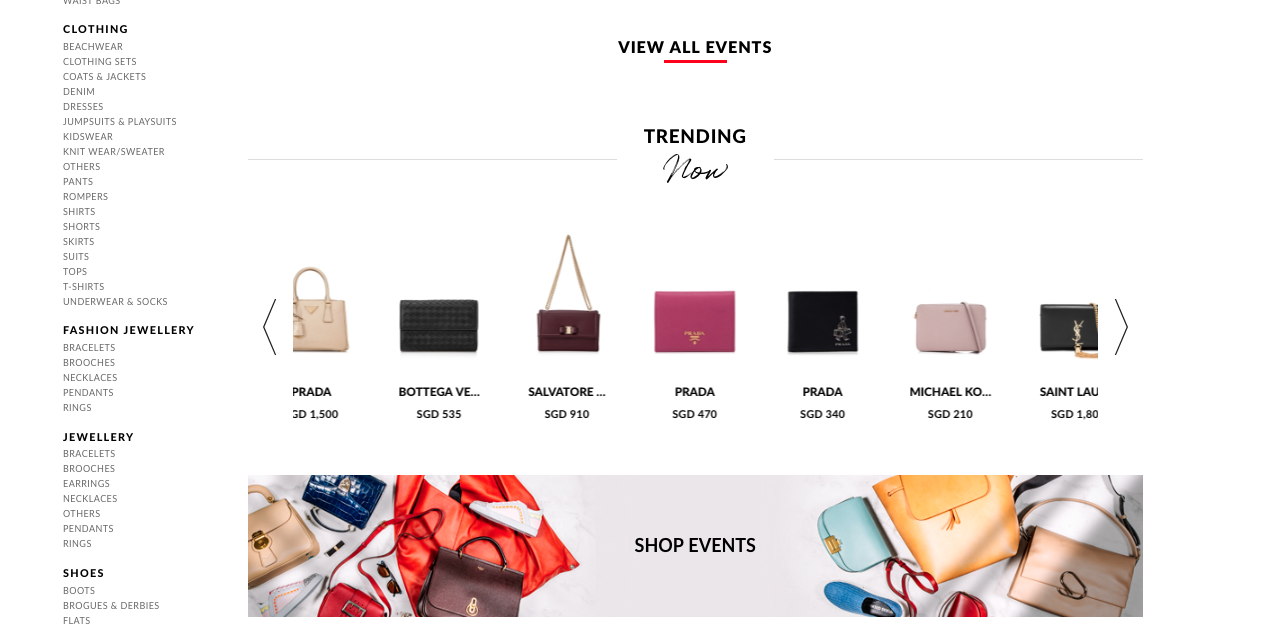 WAIST BAGS
CLOTHING
BEACHWEAR
CLOTHING SETS
COATS & JACKETS
DENIM
DRESSES
JUMPSUITS & PLAYSUITS
KIDSWEAR
KNIT WEAR/SWEATER
OTHERS
PANTS
ROMPERS
SHIRTS
SHORTS
SKIRTS
SUITS
TOPS
T-SHIRTS
UNDERWEAR & SOCKS
FASHION JEWELLERY
BRACELETS
BROOCHES
NECKLACES
PENDANTS
RINGS
JEWELLERY
BRACELETS
BROOCHES
EARRINGS
NECKLACES
OTHERS
PENDANTS
RINGS
SHOES
BOOTS
BROGUES & DERBIES
FLATS
VIEW ALL EVENTS
TRENDING
Now
PRADA
GD 1,500
BOTTEGA VE...
SGD 535
SALVATORE ...
SGD 910
PRADA
PRADA
SGD 470
PRADA
SGD 340
MICHAEL KO...
SGD 210
SAINT LAU
SGD 1,80
SHOP EVENTS